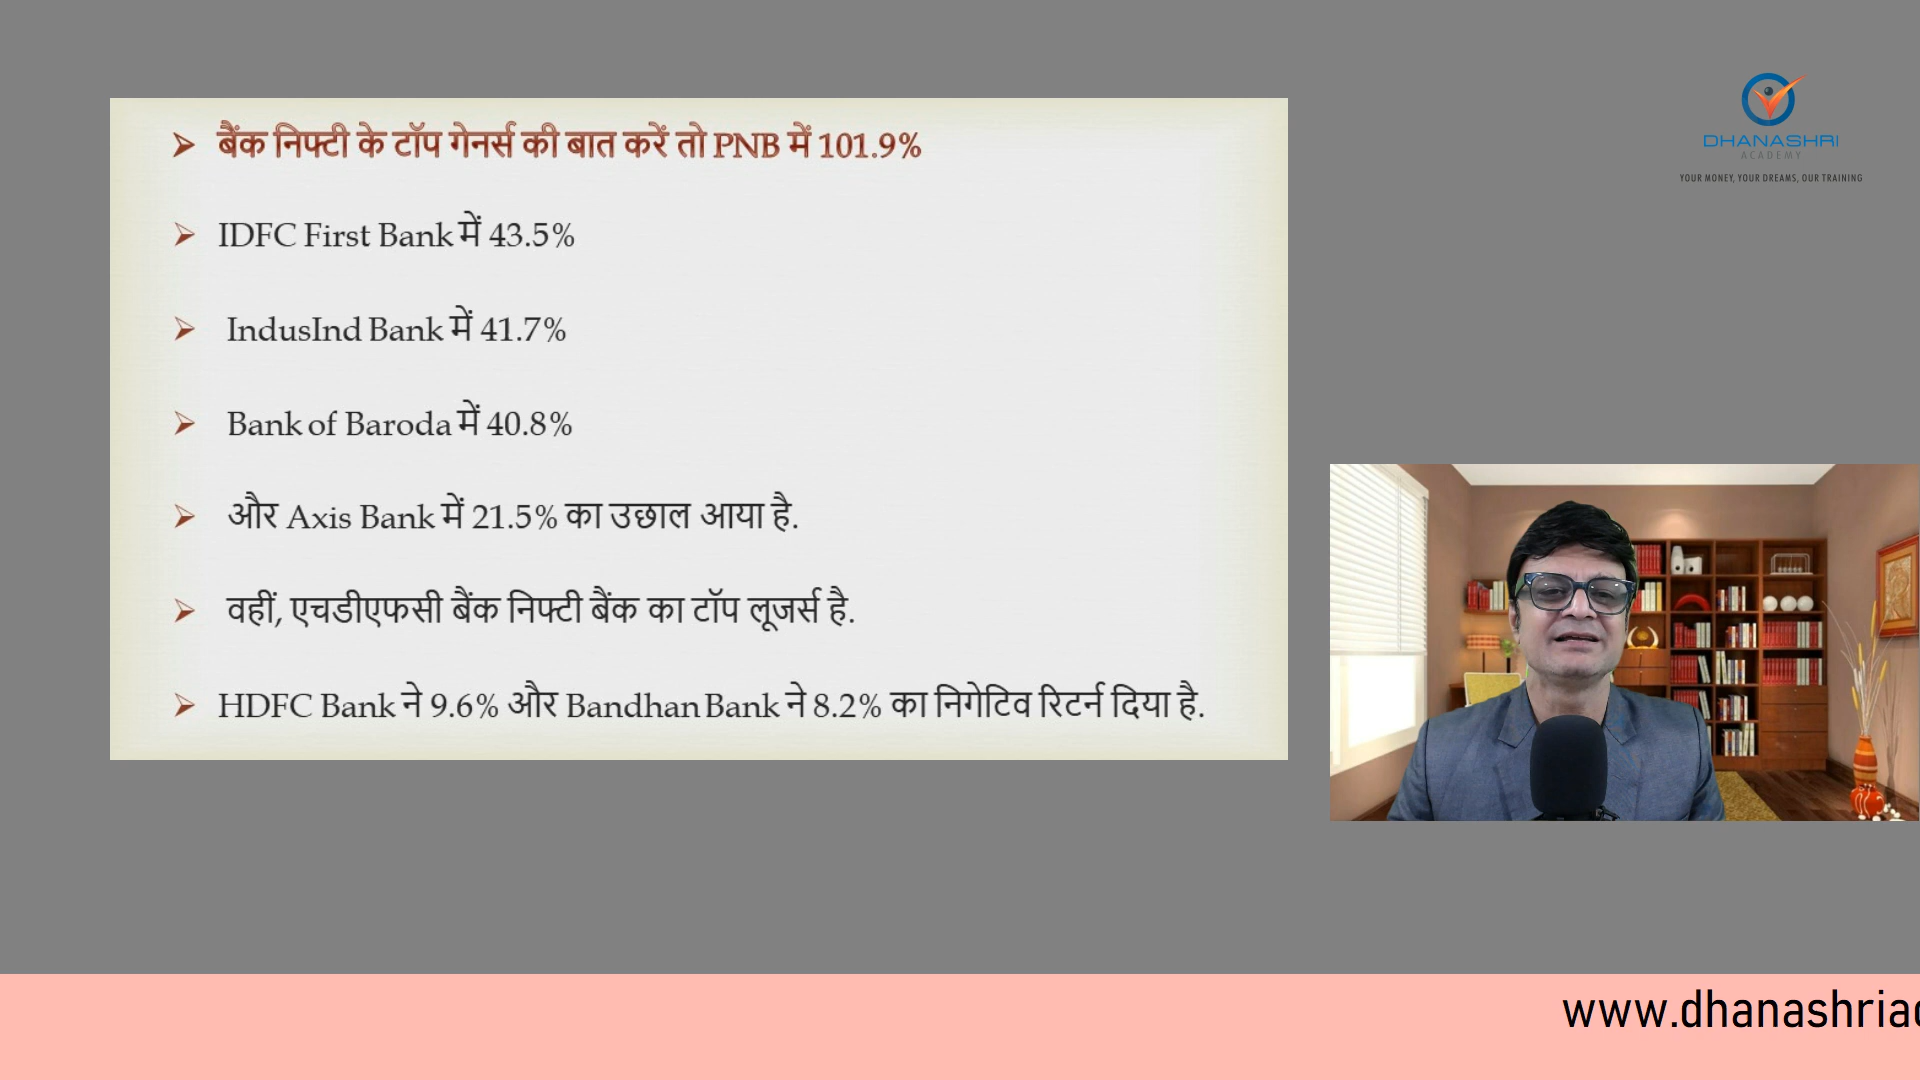 ➢ बैंक निफ्टी के टॉप गेनर्स की बात करें तो PNB में 101.9%
➢ IDFC First Bank में 43.5%
➢ IndusInd Bank में 41.7%
➢ Bank of Baroda में 40.8%
➢ और Axis Bank में 21.5% का उछाल आया है.
➢ वहीं, एचडीएफसी बैंक निफ्टी बैंक का टॉप लूजर्स है.
➢ HDFC Bank ने 9.6% और Bandhan Bank ने 8.2% का निगेटिव रिटर्न दिया है.
DHANASHRI
ACADEMY
YOUR MONEY, YOUR DREAMS, OUR TRAINING
www.dhanashriac